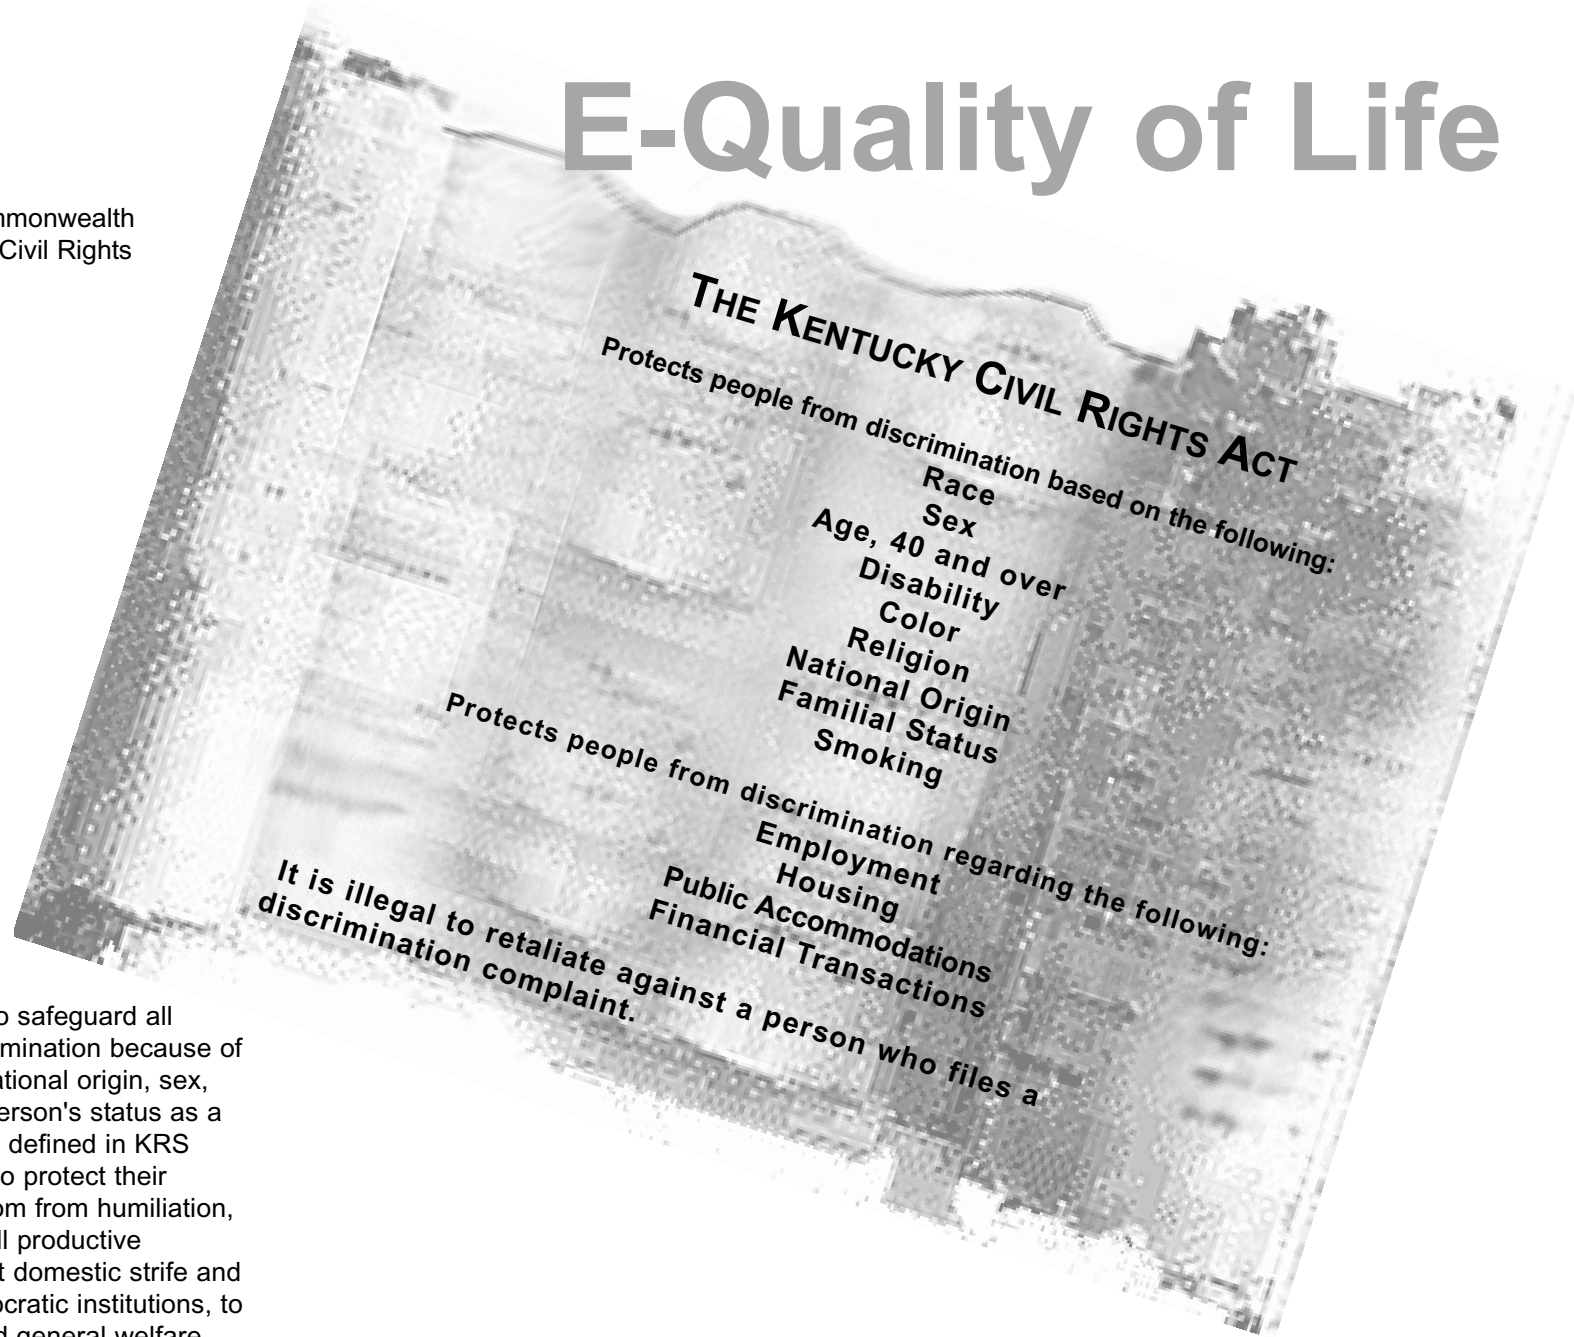 E-Quality of Life
mmonwealth
Civil Rights
THE KENTUCKY CIVIL RIGHTS ACT
Protects people from discrimination based on the following:
Race
Sex
Age, 40 and over
Disability
Color
Religion
National Origin
Familial Status
Smoking
Protects people from discrimination regarding the following:
Employment
Housing
Public Accommodations
Financial Transactions
It is illegal to retaliate against a person who files a
discrimination complaint.
o safeguard all
mination because of
ational origin, sex,
erson's status as a
defined in KRS
o protect their
om from humiliation,
ll productive
t domestic strife and
ocratic institutions, to
d general welfare